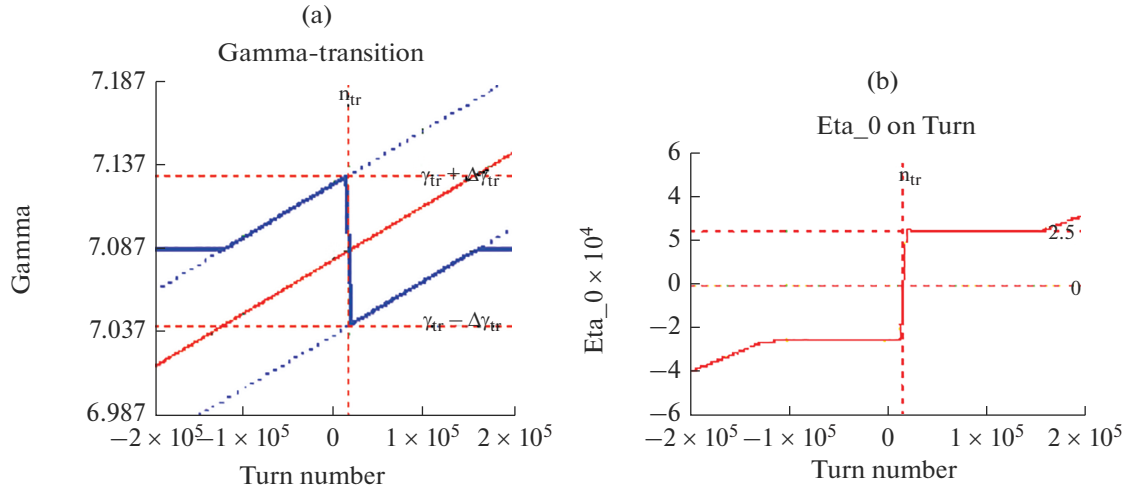 (a)
Gamma-transition
7.187
7.137
7.087
7.037
6.987
Gamma
n_tr
γ_tr + Δγ_tr
γ_tr − Δγ_tr
−2 × 10^5 −1 × 10^5 0 1 × 10^5 2 × 10^5
Turn number
(b)
Eta_0 on Turn
6
4
5
0
−2
−4
−6
Eta_0 × 10^4
n_tr
2.5
0
−2 × 10^5 −1 × 10^5 0 1 × 10^5 2 × 10^5
Turn number